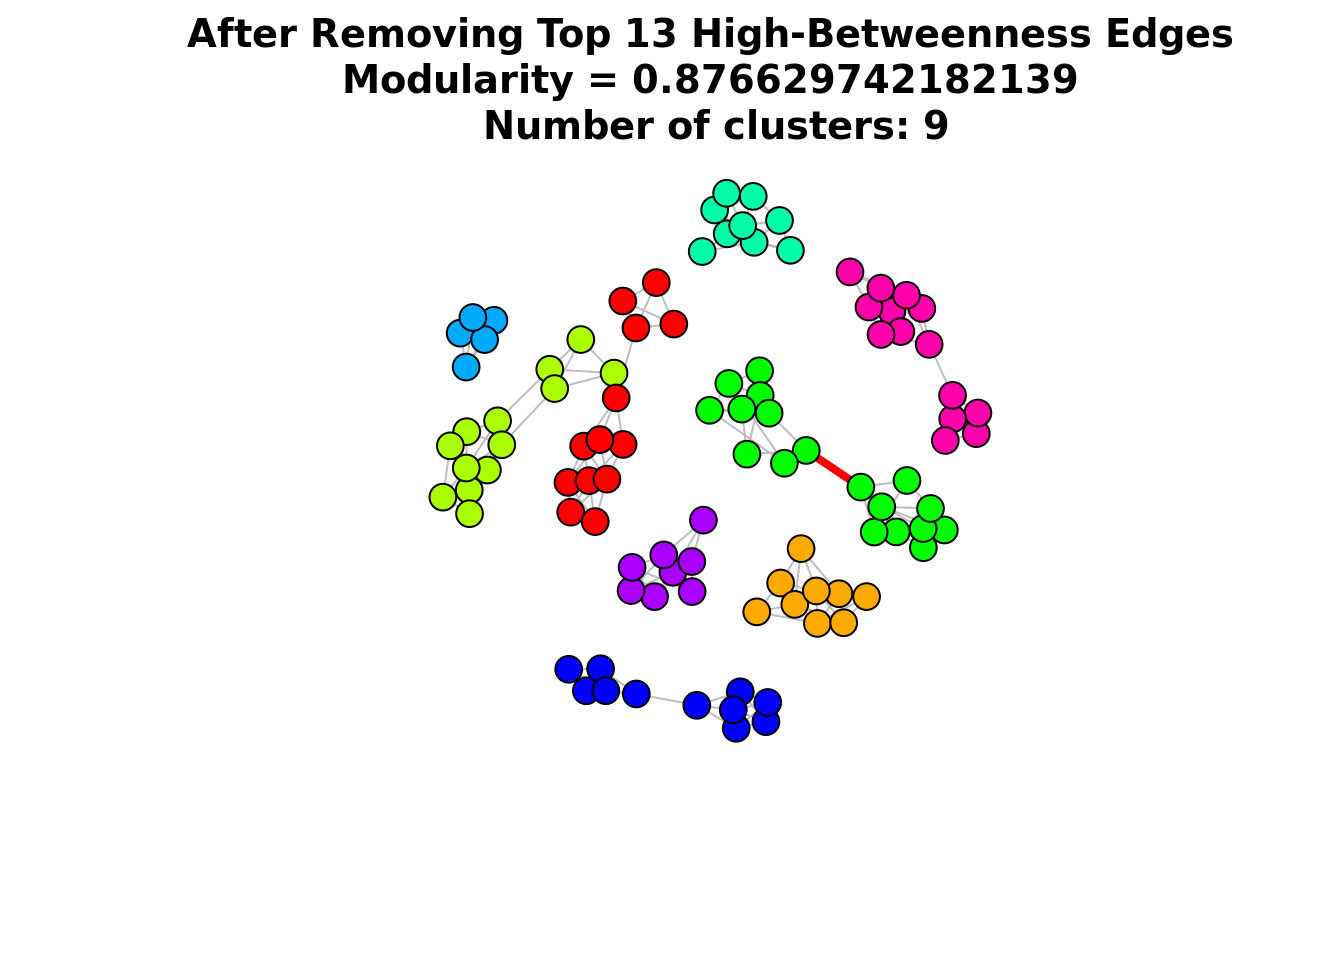 After Removing Top 13 High-Betweenness Edges
Modularity = 0.876629742182139
Number of clusters: 9